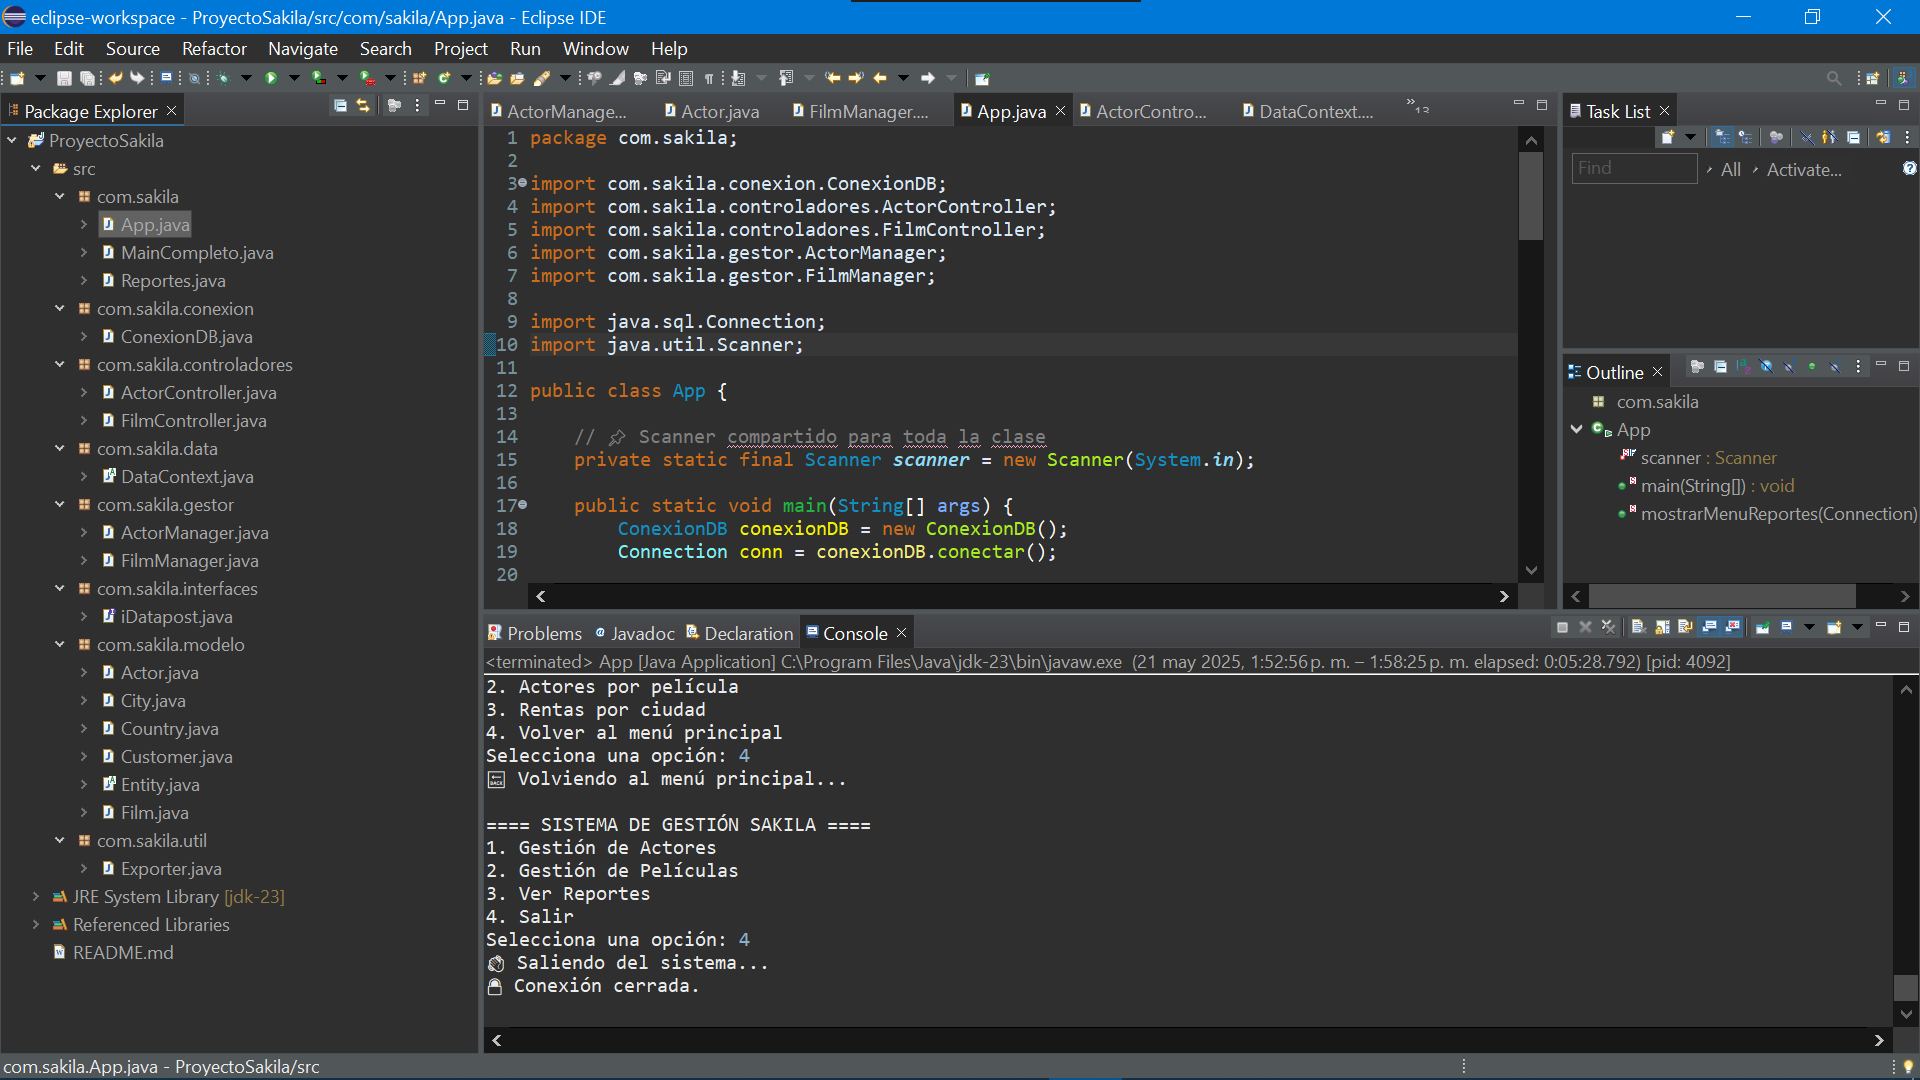 eclipse-workspace - ProyectoSakila/src/com/sakila/App.java - Eclipse IDE
File Edit Source Refactor Navigate Search Project Run Window Help
Package Explorer
ProyectoSakila
src
com.sakila
App.java
MainCompleto.java
Reportes.java
com.sakila.conexion
ConexionDB.java
com.sakila.controladores
ActorController.java
FilmController.java
com.sakila.data
DataContext.java
com.sakila.gestor
ActorManager.java
FilmManager.java
com.sakila.interfaces
iDatapost.java
com.sakila.modelo
Actor.java
City.java
Country.java
Customer.java
Entity.java
Film.java
com.sakila.util
Exporter.java
JRE System Library [jdk-23]
Referenced Libraries
README.md
ActorManage... Actor.java FilmManager.... App.java ActorContro... DataContext.... »13
1 package com.sakila;
2
3 import com.sakila.conexion.ConexionDB;
4 import com.sakila.controladores.ActorController;
5 import com.sakila.controladores.FilmController;
6 import com.sakila.gestor.ActorManager;
7 import com.sakila.gestor.FilmManager;
8
9 import java.sql.Connection;
10 import java.util.Scanner;
11
12 public class App {
13
14 // 📌 Scanner compartido para toda la clase
15 private static final Scanner scanner = new Scanner(System.in);
16
17 public static void main(String[] args) {
18 ConexionDB conexionDB = new ConexionDB();
19 Connection conn = conexionDB.conectar();
20
Task List
Find All Activate...
Outline
com.sakila
App
scanner : Scanner
main(String[]) : void
mostrarMenuReportes(Connection)
Problems Javadoc Declaration Console
<terminated> App [Java Application] C:\Program Files\Java\jdk-23\bin\javaw.exe (21 may 2025, 1:52:56 p. m. – 1:58:25 p. m. elapsed: 0:05:28.792) [pid: 4092]
2. Actores por película
3. Rentas por ciudad
4. Volver al menú principal
Selecciona una opción: 4
🔙 Volviendo al menú principal...
==== SISTEMA DE GESTIÓN SAKILA ====
1. Gestión de Actores
2. Gestión de Películas
3. Ver Reportes
4. Salir
Selecciona una opción: 4
👋 Saliendo del sistema...
🔒 Conexión cerrada.
com.sakila.App.java - ProyectoSakila/src